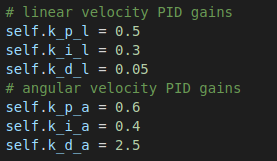 # linear velocity PID gains
self.k_p_l = 0.5
self.k_i_l = 0.3
self.k_d_l = 0.05
# angular velocity PID gains
self.k_p_a = 0.6
self.k_i_a = 0.4
self.k_d_a = 2.5